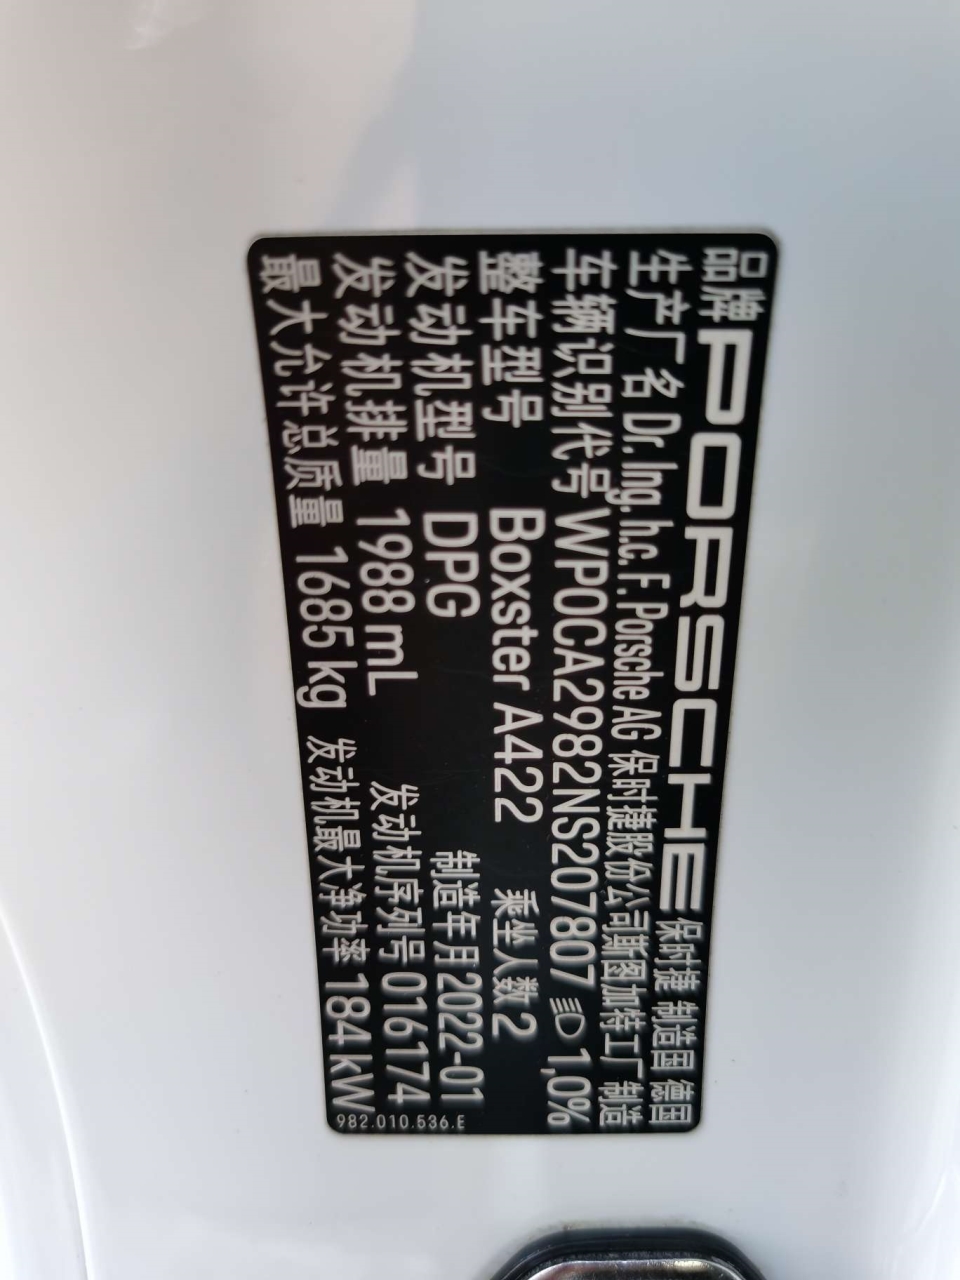 品牌 PORSCHE 保时捷 制造国 德国
生产厂名 Dr. Ing. h.c. F. Porsche AG 保时捷股份公司斯图加特工厂制造
车辆识别代号 WP0CA2982NS207807 1,0%
整车型号 Boxster A422 乘坐人数 2
发动机型号 DPG 制造年月 2022-01
发动机排量 1988 mL 发动机序列号 016174
最大允许总质量 1685 kg 发动机最大净功率 184 kW
982.010.536.E